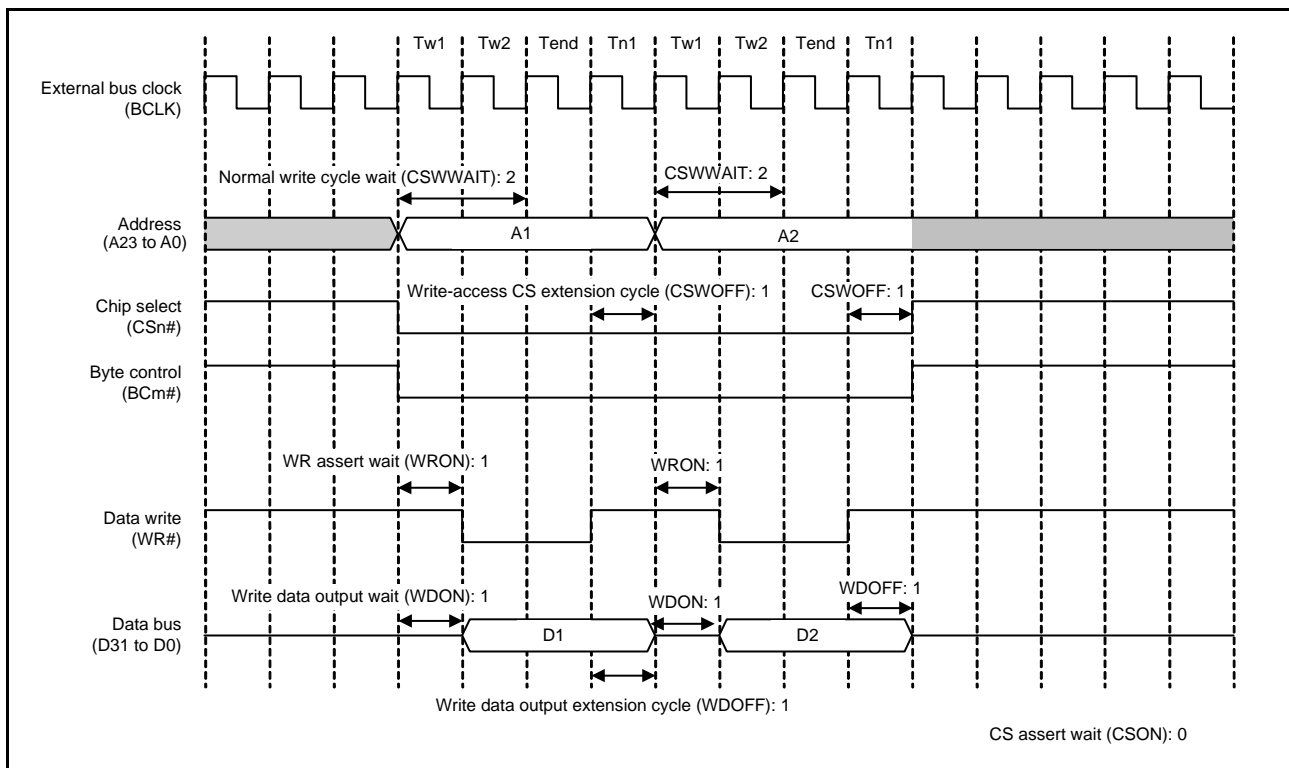 Tw1 Tw2 Tend Tn1 Tw1 Tw2 Tend Tn1
External bus clock
(BCLK)
Normal write cycle wait (CSWWAIT): 2
CSWWAIT: 2
Address
(A23 to A0)
A1
A2
Write-access CS extension cycle (CSWOFF): 1
CSWOFF: 1
Chip select
(CSn#)
Byte control
(BCm#)
WR assert wait (WRON): 1
WRON: 1
Data write
(WR#)
Write data output wait (WDON): 1
WDON: 1
WDOFF: 1
Data bus
(D31 to D0)
D1
D2
Write data output extension cycle (WDOFF): 1
CS assert wait (CSON): 0